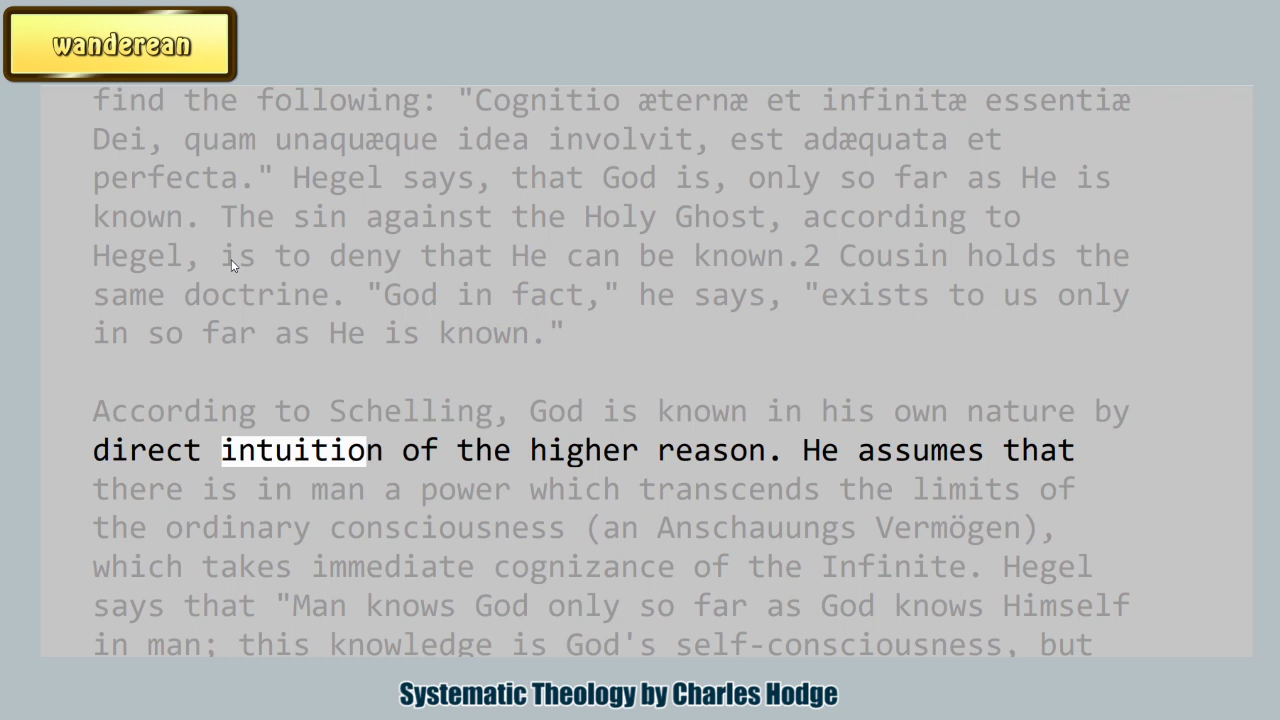 wanderean
find the following: "Cognitio æternæ et infinitæ essentiæ
Dei, quam unaquæque idea involvit, est adæquata et
perfecta." Hegel says, that God is, only so far as He is
known. The sin against the Holy Ghost, according to
Hegel, is to deny that He can be known.2 Cousin holds the
same doctrine. "God in fact," he says, "exists to us only
in so far as He is known."
According to Schelling, God is known in his own nature by
direct intuition of the higher reason. He assumes that
there is in man a power which transcends the limits of
the ordinary consciousness (an Anschauungs Vermögen),
which takes immediate cognizance of the Infinite. Hegel
says that "Man knows God only so far as God knows Himself
in man; this knowledge is God's self-consciousness, but
Systematic Theology by Charles Hodge